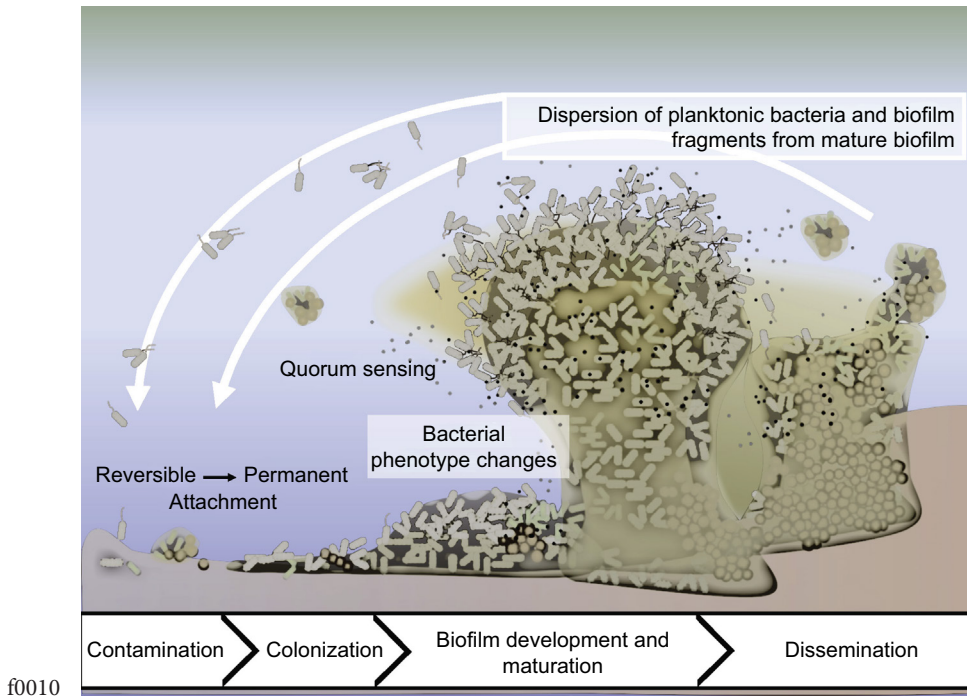 Dispersion of planktonic bacteria and biofilm
fragments from mature biofilm
Quorum sensing
Bacterial
phenotype changes
Reversible → Permanent
Attachment
Contamination
Colonization
Biofilm development and
maturation
Dissemination
f0010